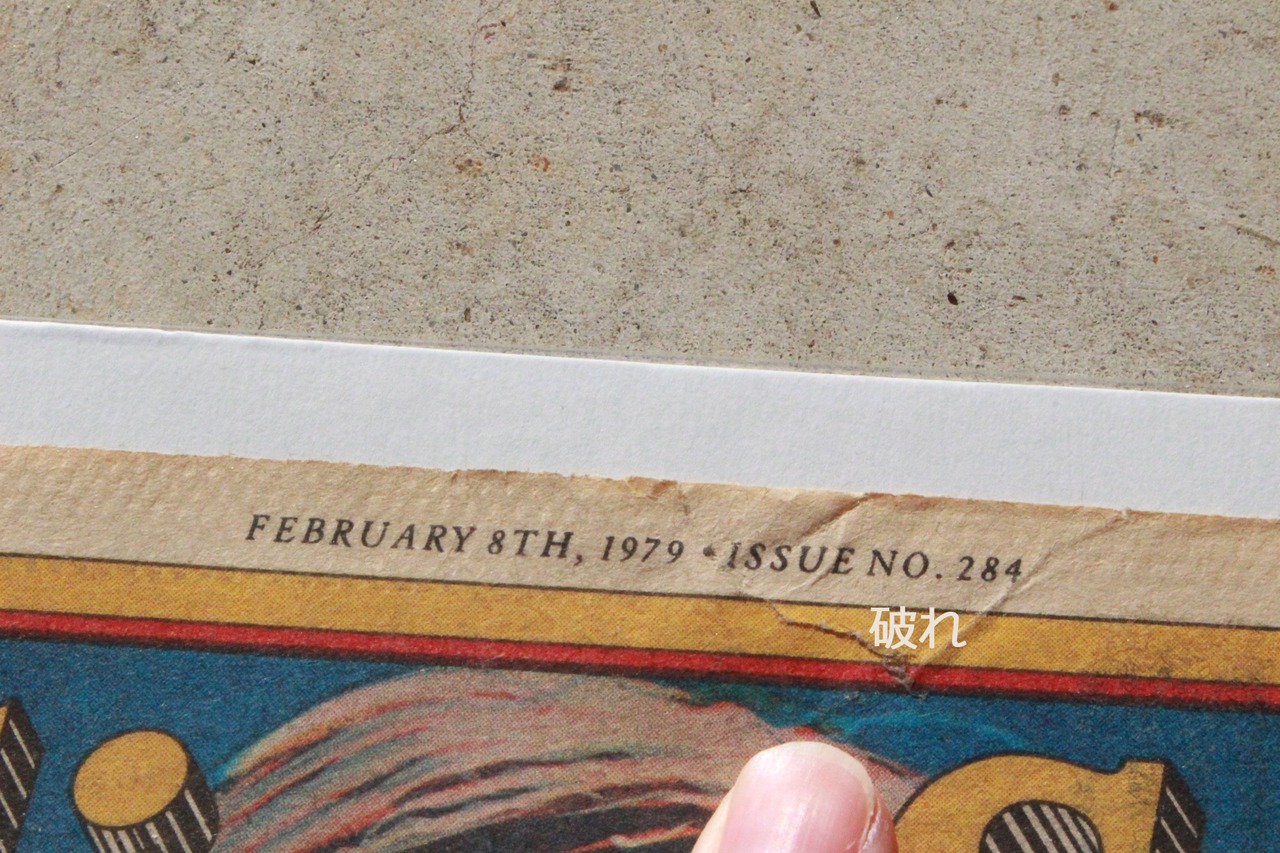 FEBRUARY 8TH, 1979 • ISSUE NO. 284
破れ